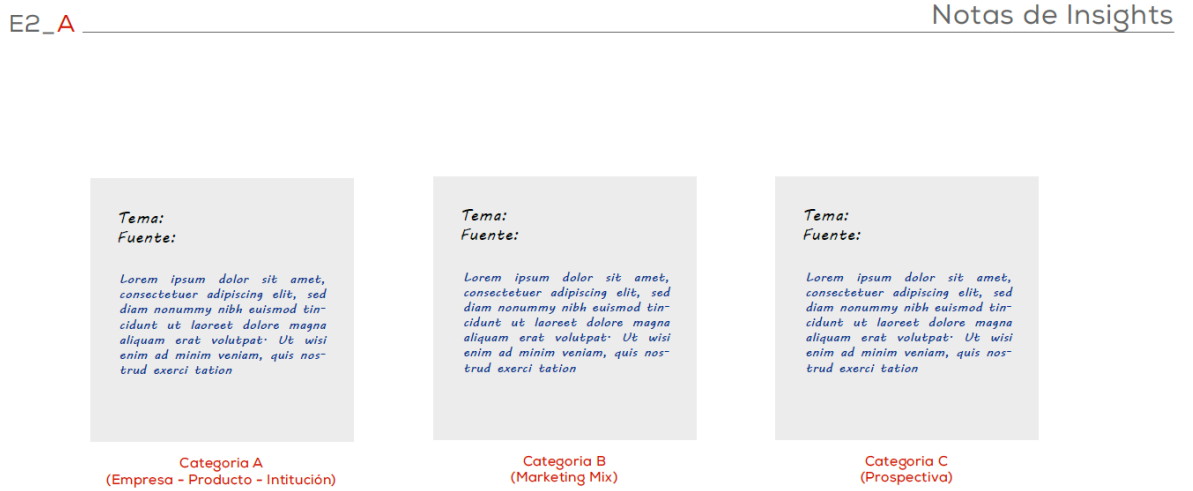 E2_A
Notas de Insights
Tema:
Fuente:
Lorem ipsum dolor sit amet,
consectetuer adipiscing elit, sed
diam nonummy nibh euismod tin-
cidunt ut laoreet dolore magna
aliquam erat volutpat. Ut wisi
enim ad minim veniam, quis nos-
trud exerci tation
Categoria A
(Empresa - Producto - Intitución)
Tema:
Fuente:
Lorem ipsum dolor sit amet,
consectetuer adipiscing elit, sed
diam nonummy nibh euismod tin-
cidunt ut laoreet dolore magna
aliquam erat volutpat. Ut wisi
enim ad minim veniam, quis nos-
trud exerci tation
Categoria B
(Marketing Mix)
Tema:
Fuente:
Lorem ipsum dolor sit amet,
consectetuer adipiscing elit, sed
diam nonummy nibh euismod tin-
cidunt ut laoreet dolore magna
aliquam erat volutpat. Ut wisi
enim ad minim veniam, quis nos-
trud exerci tation
Categoria C
(Prospectiva)